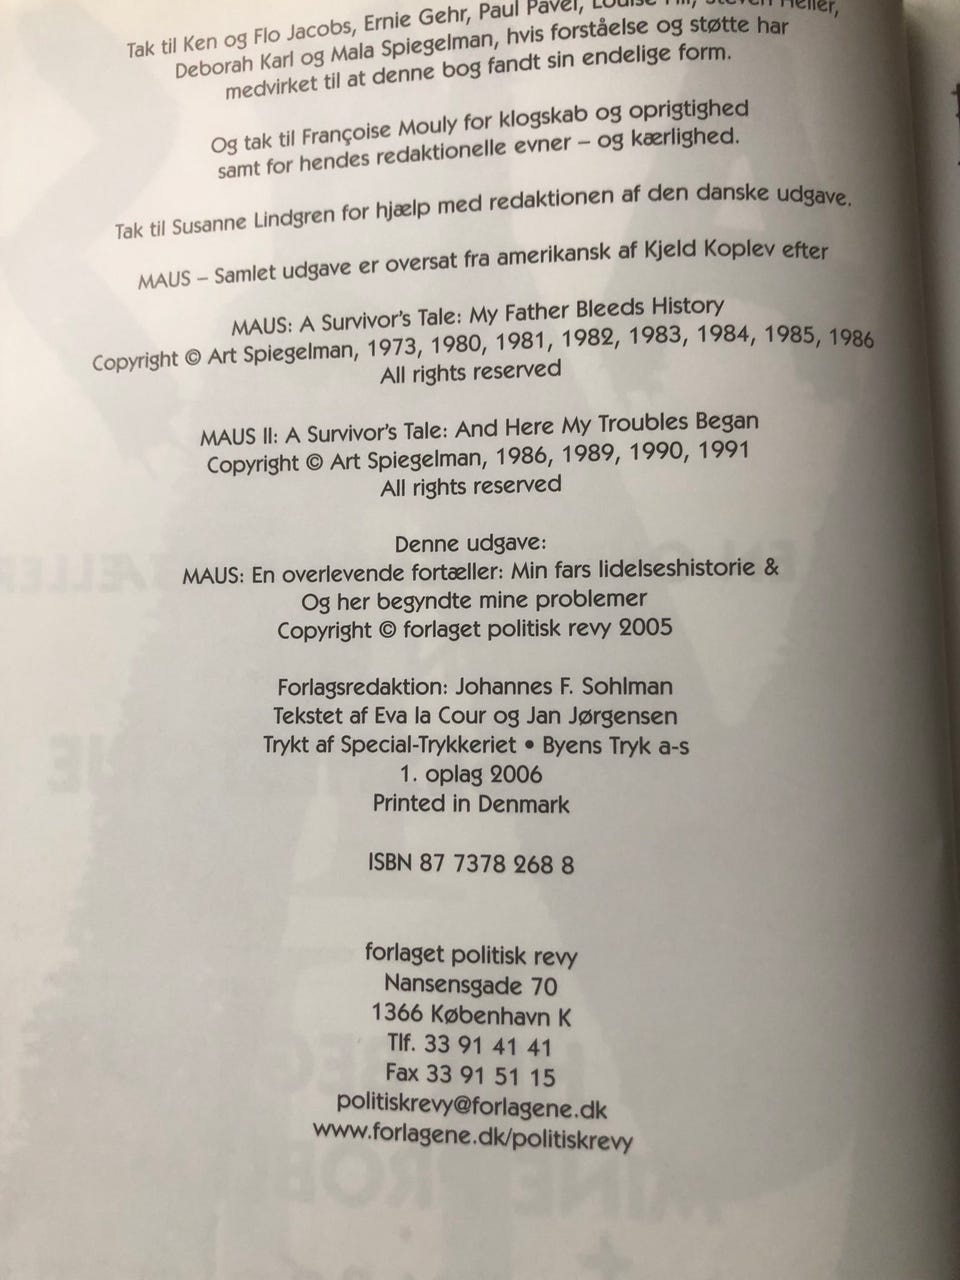 Tak til Ken og Flo Jacobs, Ernie Gehr, Paul Pavel, Heller,
Deborah Karl og Mala Spiegelman, hvis forståelse og støtte har
medvirket til at denne bog fandt sin endelige form.
Og tak til Françoise Mouly for klogskab og oprigtighed
samt for hendes redaktionelle evner – og kærlighed.
Tak til Susanne Lindgren for hjælp med redaktionen af den danske udgave.
MAUS – Samlet udgave er oversat fra amerikansk af Kjeld Koplev efter
MAUS: A Survivor's Tale: My Father Bleeds History
Copyright © Art Spiegelman, 1973, 1980, 1981, 1982, 1983, 1984, 1985, 1986
All rights reserved
MAUS II: A Survivor's Tale: And Here My Troubles Began
Copyright © Art Spiegelman, 1986, 1989, 1990, 1991
All rights reserved
Denne udgave:
MAUS: En overlevende fortæller: Min fars lidelseshistorie &
Og her begyndte mine problemer
Copyright © forlaget politisk revy 2005
Forlagsredaktion: Johannes F. Sohlman
Tekstet af Eva la Cour og Jan Jørgensen
Trykt af Special-Trykkeriet • Byens Tryk a-s
1. oplag 2006
Printed in Denmark
ISBN 87 7378 268 8
forlaget politisk revy
Nansensgade 70
1366 København K
Tlf. 33 91 41 41
Fax 33 91 51 15
politiskrevy@forlagene.dk
www.forlagene.dk/politiskrevy